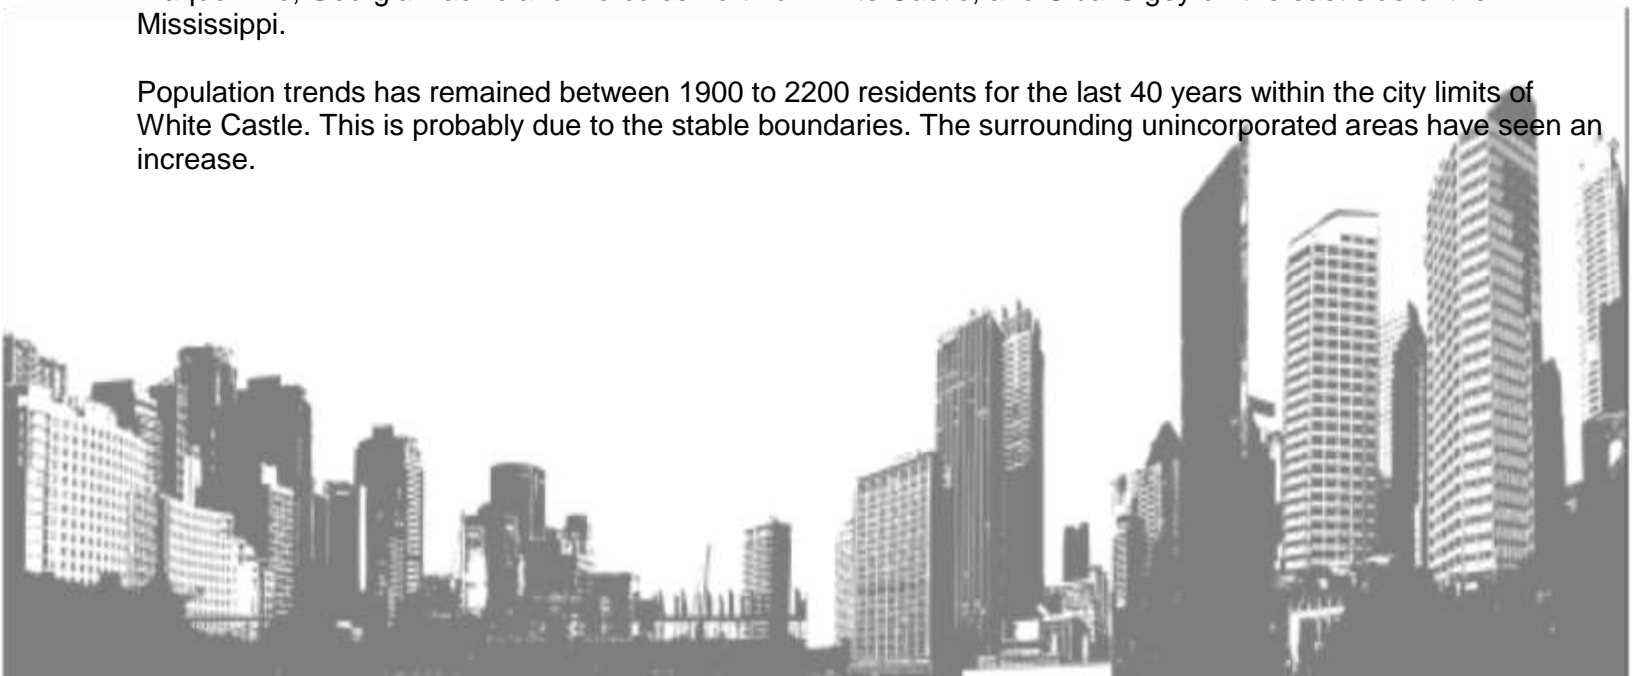 Mississippi.
Population trends has remained between 1900 to 2200 residents for the last 40 years within the city limits of
White Castle. This is probably due to the stable boundaries. The surrounding unincorporated areas have seen an
increase.